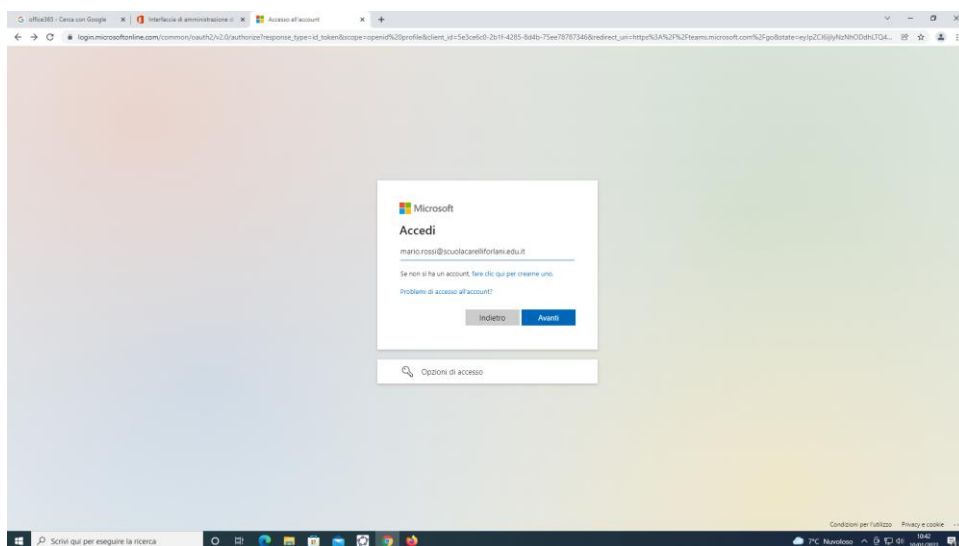 office365 - Cerca con Google
Interfaccia di amministrazione di
Accesso all'account
Microsoft
Accedi
mario.rossi@scuolacarelliforlani.edu.it
Se non si ha un account, fare clic qui per crearne uno.
Problemi di accesso all'account?
Indietro
Avanti
Opzioni di accesso
Condizioni per l'utilizzo Privacy e cookie
Scrivi qui per eseguire la ricerca
7°C Nuvoloso
10:42